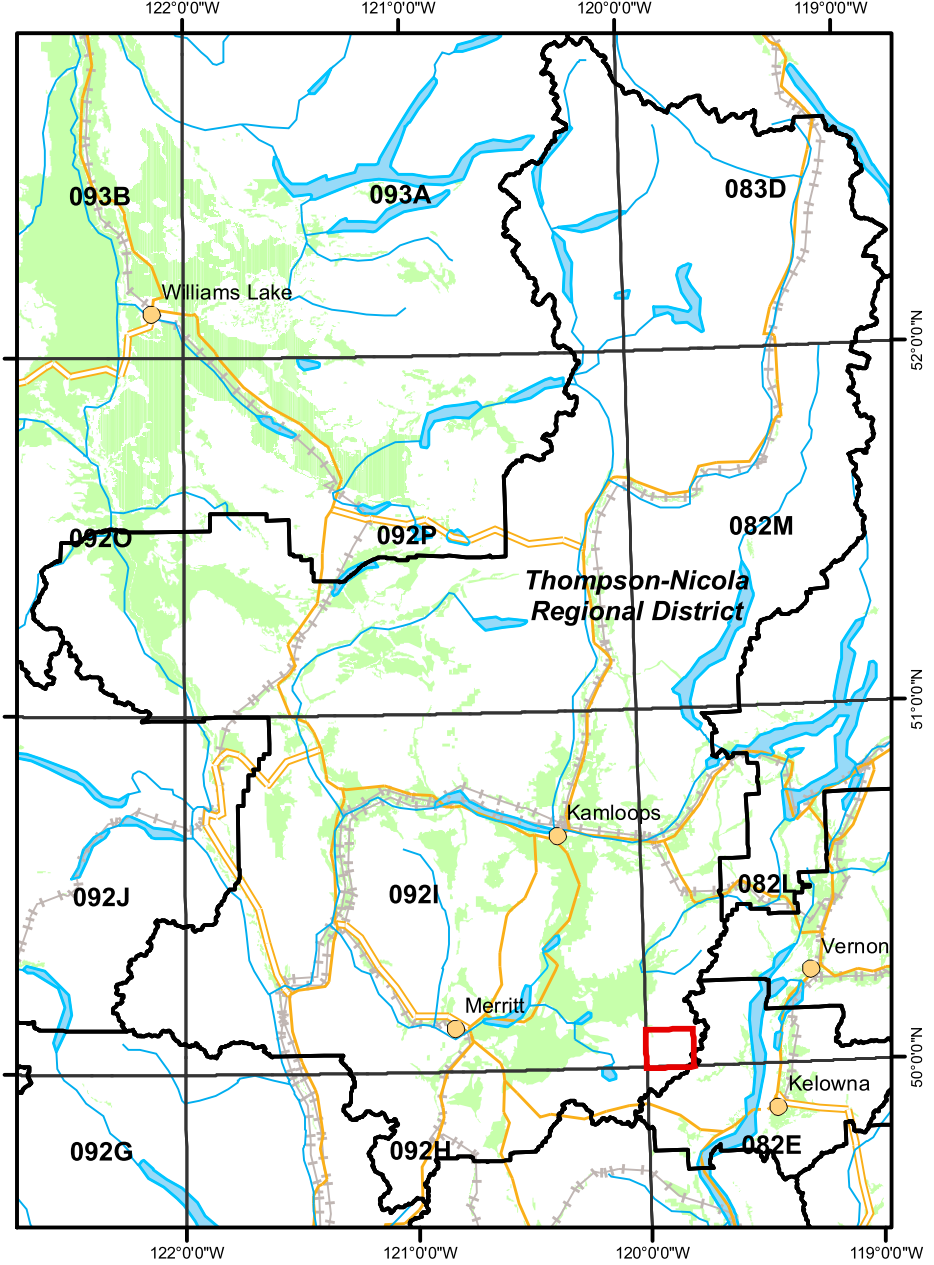 122°0'0"W
121°0'0"W
120°0'0"W
119°0'0"W
093B
093A
083D
Williams Lake
52°0'0"N
092O
092P
082M
Thompson-Nicola
Regional District
51°0'0"N
Kamloops
092J
092I
082L
Vernon
Merritt
50°0'0"N
Kelowna
092G
092H
082E
122°0'0"W
121°0'0"W
120°0'0"W
119°0'0"W